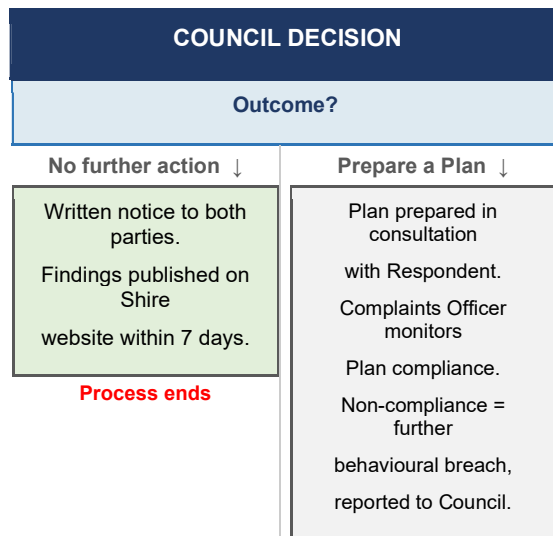 COUNCIL DECISION
Outcome?
No further action ↓
Written notice to both
parties.
Findings published on
Shire
website within 7 days.
Process ends
Prepare a Plan ↓
Plan prepared in
consultation
with Respondent.
Complaints Officer
monitors
Plan compliance.
Non-compliance =
further
behavioural breach,
reported to Council.